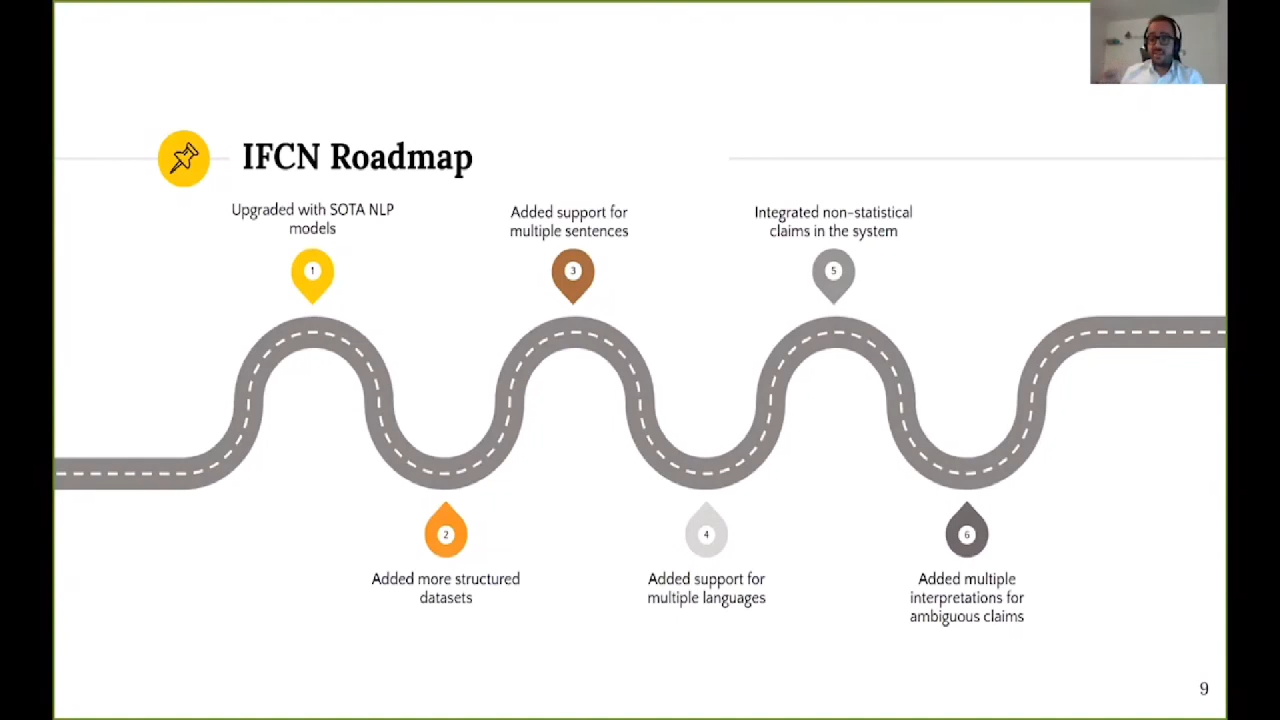 IFCN Roadmap
Upgraded with SOTA NLP
models
Added support for
multiple sentences
Integrated non-statistical
claims in the system
1
3
5
2
4
6
Added more structured
datasets
Added support for
multiple languages
Added multiple
interpretations for
ambiguous claims
9